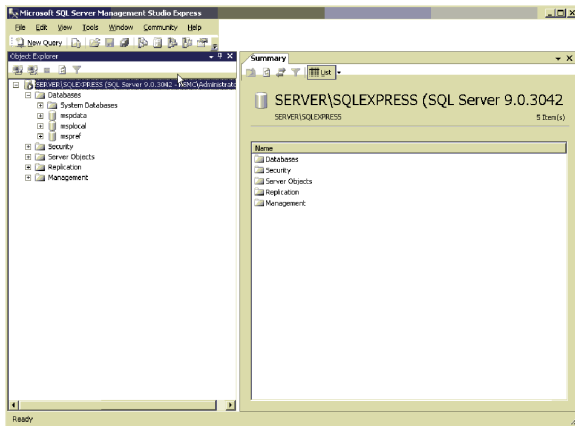 Microsoft SQL Server Management Studio Express
File Edit View Tools Window Community Help
New Query
Object Explorer
SERVER\SQLEXPRESS (SQL Server 9.0.3042 - \Administrato
Databases
System Databases
mspdata
msplocal
mspref
Security
Server Objects
Replication
Management
Summary
List
SERVER\SQLEXPRESS (SQL Server 9.0.3042
SERVER\SQLEXPRESS 5 Item(s)
Name
Databases
Security
Server Objects
Replication
Management
Ready